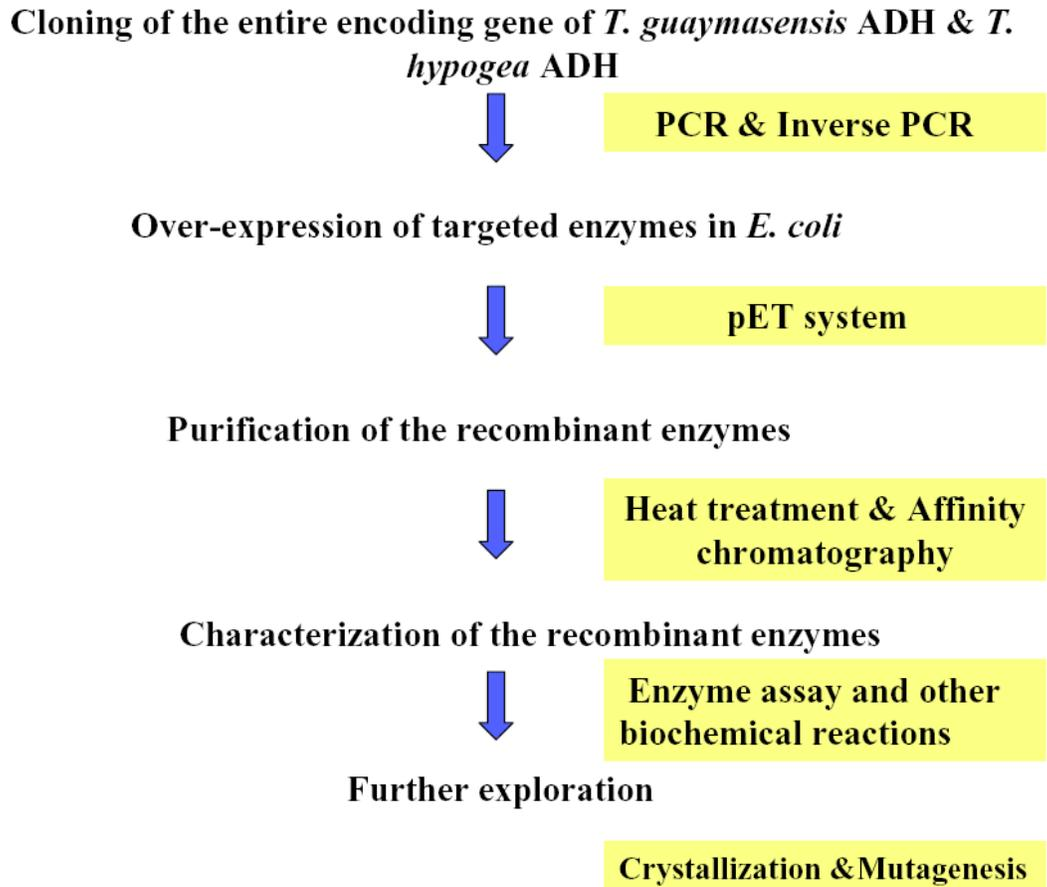 Cloning of the entire encoding gene of T. guaymasensis ADH & T.
hypogea ADH
PCR & Inverse PCR
Over-expression of targeted enzymes in E. coli
pET system
Purification of the recombinant enzymes
Heat treatment & Affinity
chromatography
Characterization of the recombinant enzymes
Enzyme assay and other
biochemical reactions
Further exploration
Crystallization &Mutagenesis